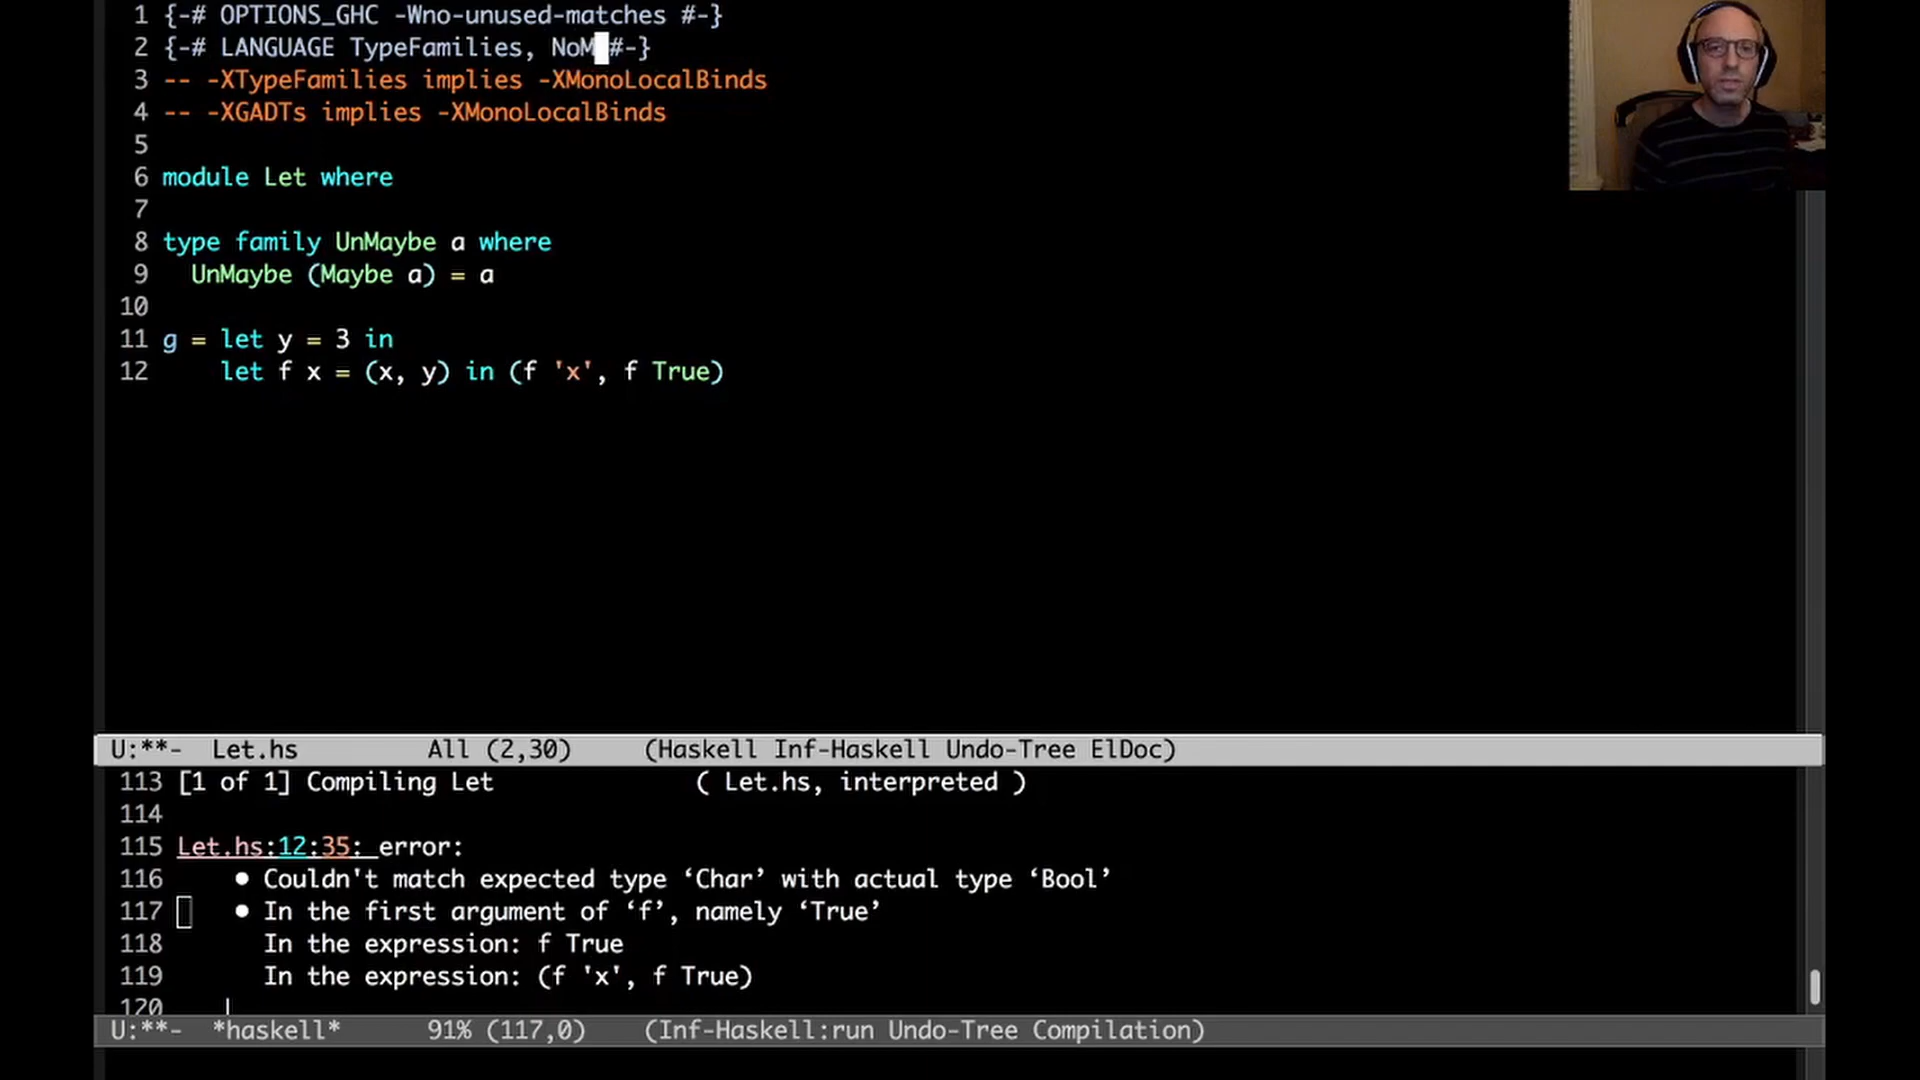 1 {-# OPTIONS_GHC -Wno-unused-matches #-}
2 {-# LANGUAGE TypeFamilies, NoM #-}
3 -- -XTypeFamilies implies -XMonoLocalBinds
4 -- -XGADTs implies -XMonoLocalBinds
5
6 module Let where
7
8 type family UnMaybe a where
9   UnMaybe (Maybe a) = a
10
11 g = let y = 3 in
12     let f x = (x, y) in (f 'x', f True)
U:**-  Let.hs         All (2,30)     (Haskell Inf-Haskell Undo-Tree ElDoc)
113 [1 of 1] Compiling Let              ( Let.hs, interpreted )
114
115 Let.hs:12:35: error:
116     • Couldn't match expected type ‘Char’ with actual type ‘Bool’
117     • In the first argument of ‘f’, namely ‘True’
118       In the expression: f True
119       In the expression: (f 'x', f True)
120    |
U:**-  *haskell*      91% (117,0)    (Inf-Haskell:run Undo-Tree Compilation)